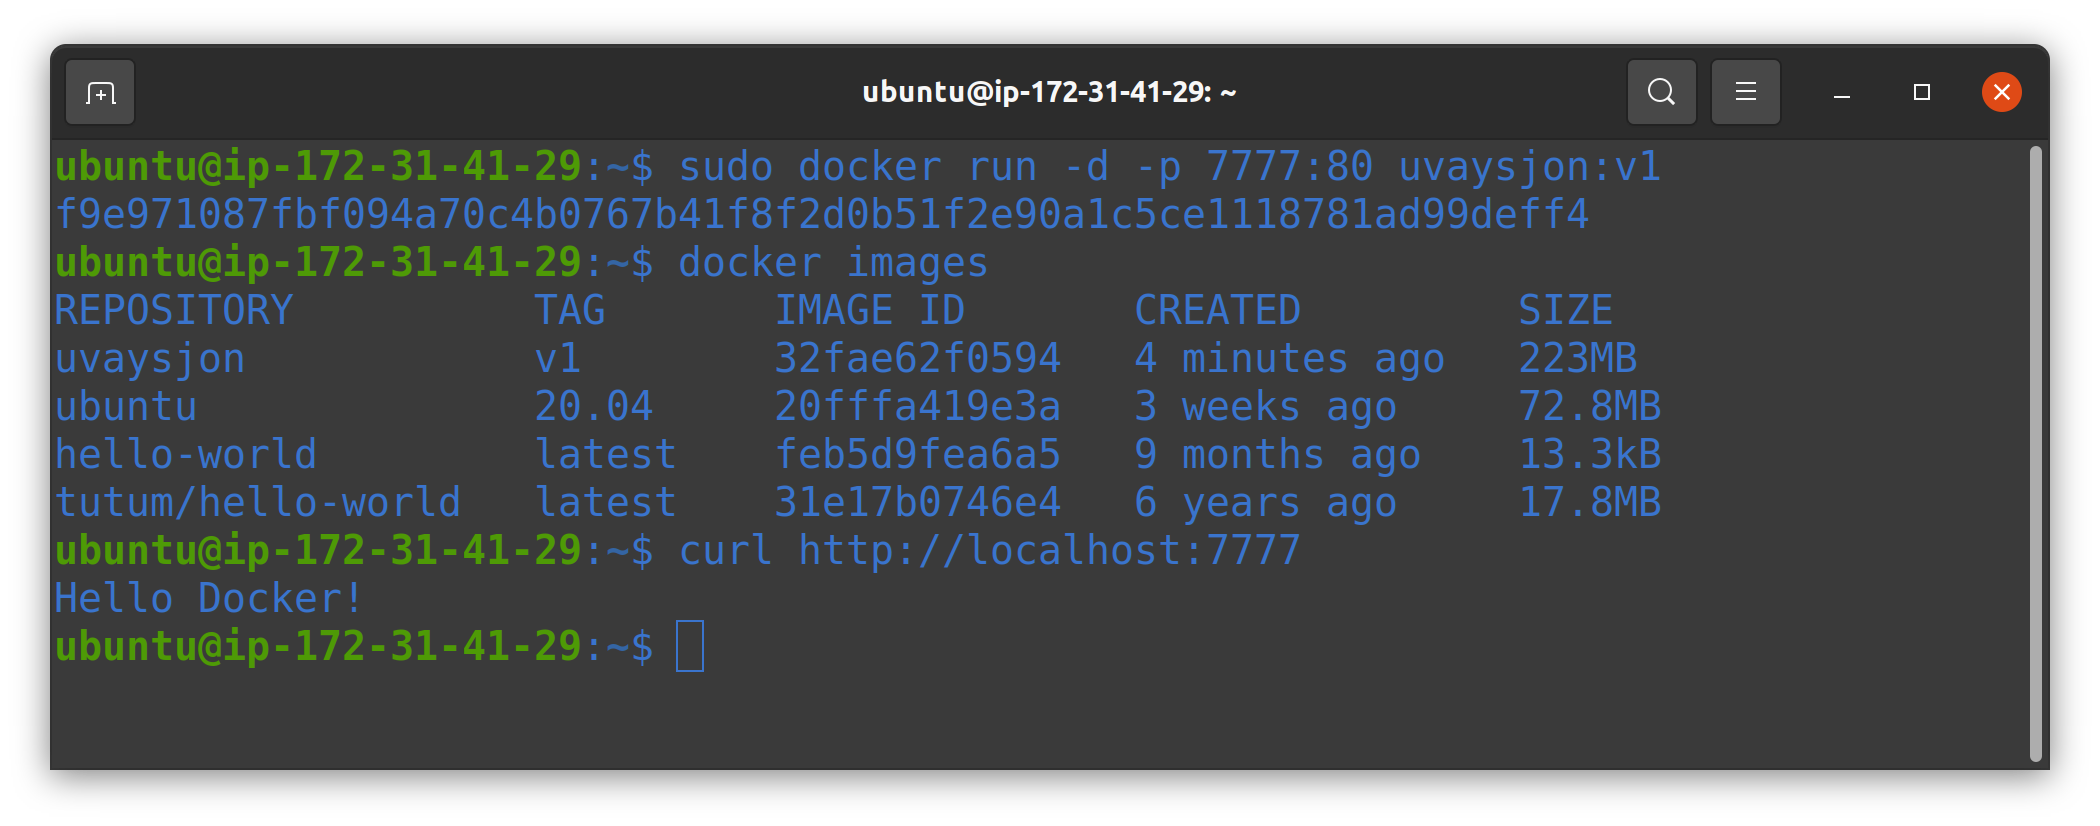 ubuntu@ip-172-31-41-29: ~
ubuntu@ip-172-31-41-29:~$ sudo docker run -d -p 7777:80 uvaysjon:v1
f9e971087fbf094a70c4b0767b41f8f2d0b51f2e90a1c5ce1118781ad99deff4
ubuntu@ip-172-31-41-29:~$ docker images
REPOSITORY          TAG       IMAGE ID       CREATED         SIZE
uvaysjon            v1        32fae62f0594   4 minutes ago   223MB
ubuntu              20.04     20fffa419e3a   3 weeks ago     72.8MB
hello-world         latest    feb5d9fea6a5   9 months ago    13.3kB
tutum/hello-world   latest    31e17b0746e4   6 years ago     17.8MB
ubuntu@ip-172-31-41-29:~$ curl http://localhost:7777
Hello Docker!
ubuntu@ip-172-31-41-29:~$